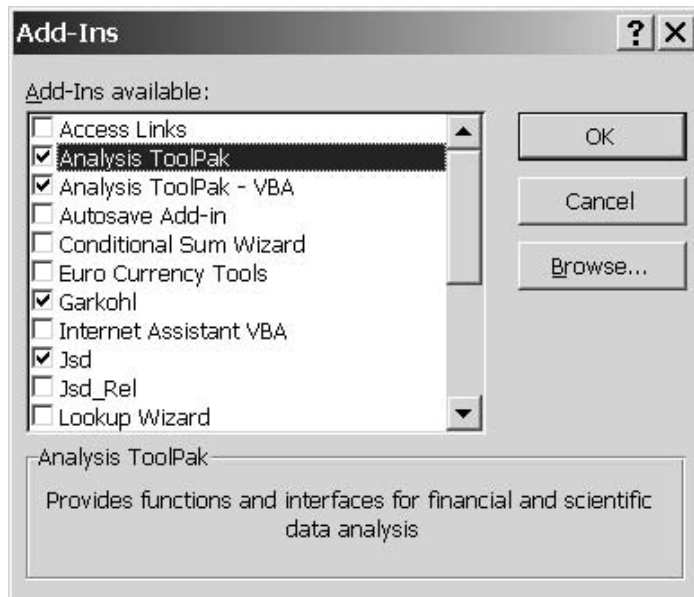 Add-Ins
Add-Ins available:
Access Links
Analysis ToolPak
Analysis ToolPak - VBA
Autosave Add-in
Conditional Sum Wizard
Euro Currency Tools
Garkohl
Internet Assistant VBA
Jsd
Jsd_Rel
Lookup Wizard
OK
Cancel
Browse...
Analysis ToolPak
Provides functions and interfaces for financial and scientific
data analysis